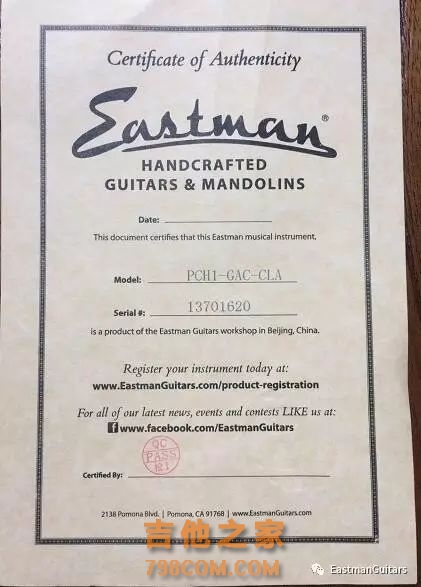 Certificate of Authenticity
Eastman®
HANDCRAFTED
GUITARS & MANDOLINS
Date:
This document certifies that this Eastman musical instrument,
Model: PCH1-GAC-CLA
Serial #: 13701620
is a product of the Eastman Guitars workshop in Beijing, China.
Register your instrument today at:
www.EastmanGuitars.com/product-registration
For all of our latest news, events and contests LIKE us at:
f www.facebook.com/EastmanGuitars
QC
PASS
Certified By:
2138 Pomona Blvd. | Pomona, CA 91768 | www.EastmanGuitars.com
吉他之家
798COM.COM
EastmanGuitars